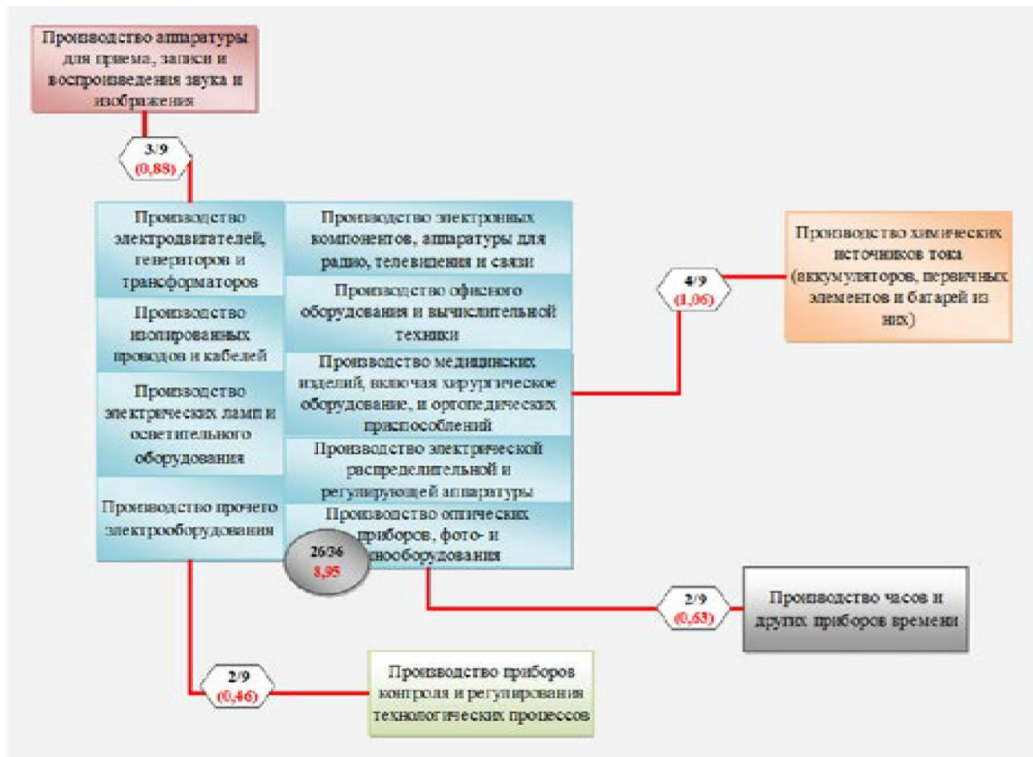 Производство аппаратуры
для приема, записи и
воспроизведения звука и
изображения
3/9
(0,88)
Производство
электродвигателей,
генераторов и
трансформаторов
Производство
изолированных
проводов и кабелей
Производство
электрических ламп и
осветительного
оборудования
Производство прочего
электрооборудования
Производство электронных
компонентов, аппаратуры для
радио, телевидения и связи
Производство офисного
оборудования и вычислительной
техники
Производство медицинских
изделий, включая хирургическое
оборудование, и ортопедических
приспособлений
Производство электрической
распределительной и
регулирующей аппаратуры
Производство оптических
приборов, фото- и
кинооборудования
26/36
8,95
4/9
(1,06)
Производство химических
источников тока
(аккумуляторов, первичных
элементов и батарей из
них)
2/9
(0,63)
Производство часов и
других приборов времени
2/9
(0,46)
Производство приборов
контроля и регулирования
технологических процессов